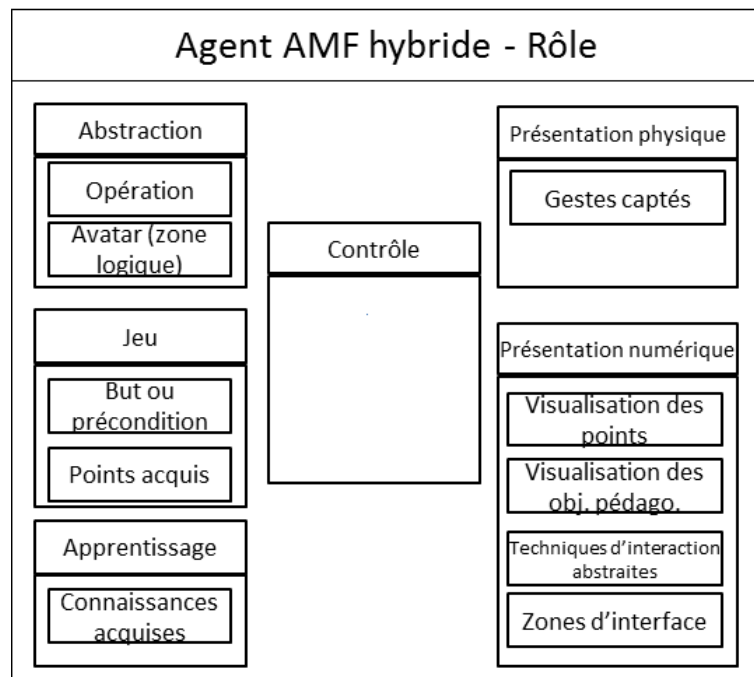 Agent AMF hybride - Rôle
Abstraction
Opération
Avatar (zone
logique)
Jeu
But ou
précondition
Points acquis
Apprentissage
Connaissances
acquises
Contrôle
Présentation physique
Gestes captés
Présentation numérique
Visualisation des
points
Visualisation des
obj. pédago.
Techniques d'interaction
abstraites
Zones d'interface